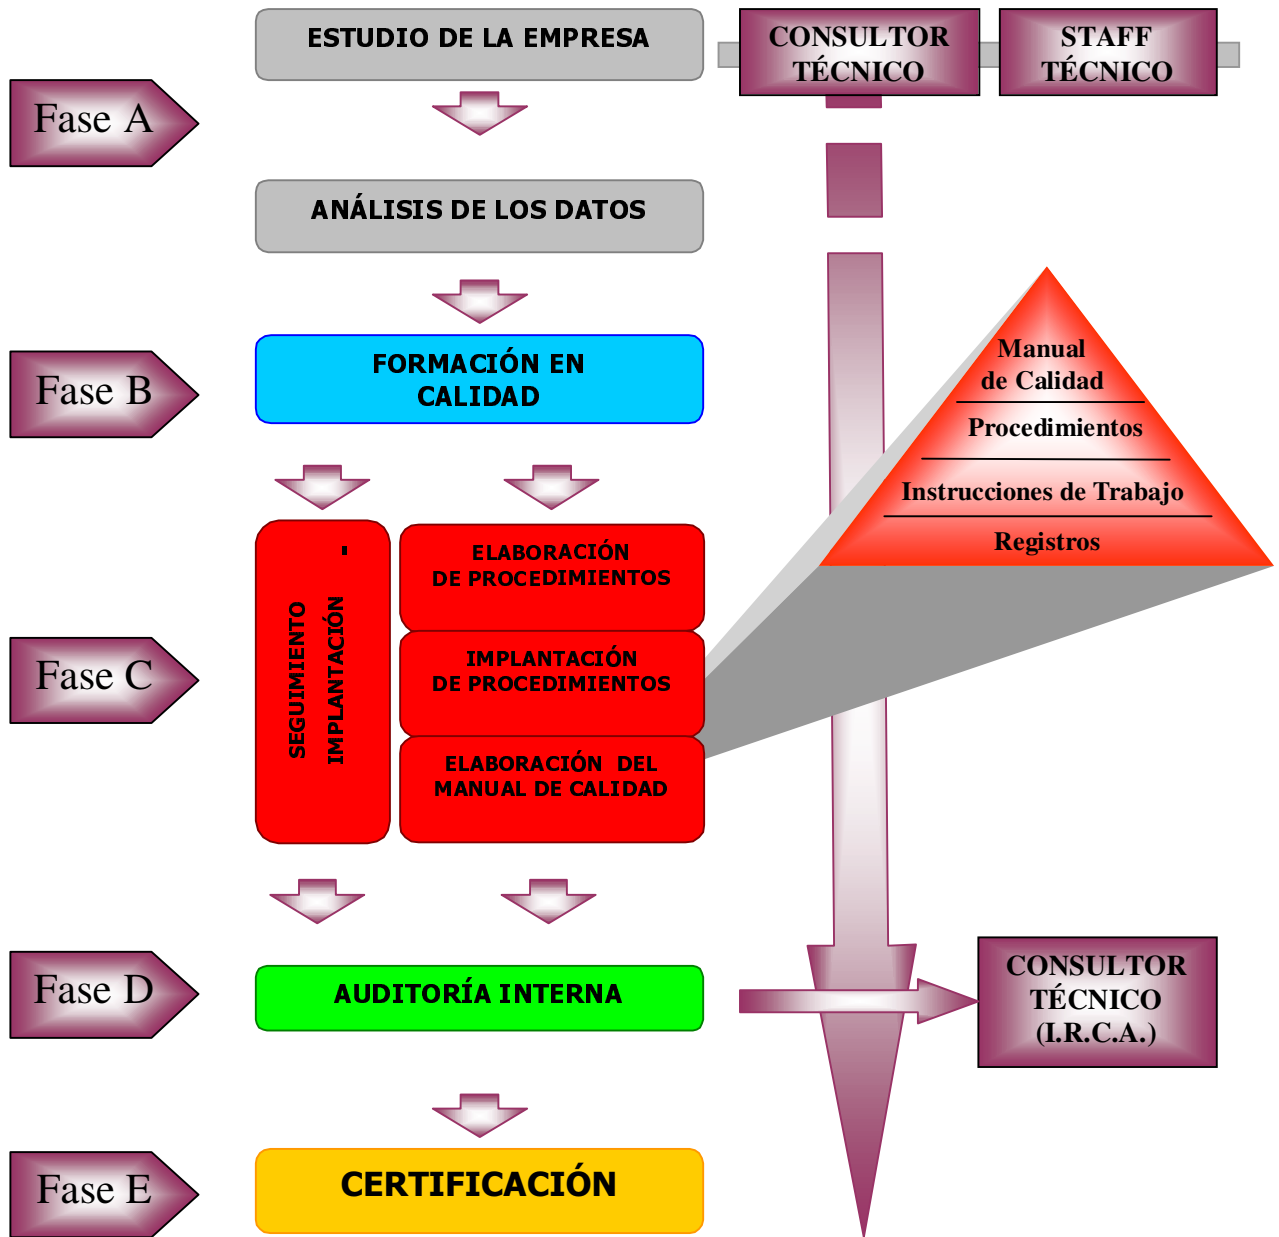 ESTUDIO DE LA EMPRESA
CONSULTOR
TÉCNICO
STAFF
TÉCNICO
Fase A
ANÁLISIS DE LOS DATOS
Fase B
FORMACIÓN EN
CALIDAD
Manual
de Calidad
Procedimientos
Instrucciones de Trabajo
Registros
Fase C
SEGUIMIENTO
IMPLANTACIÓN
ELABORACIÓN
DE PROCEDIMIENTOS
IMPLANTACIÓN
DE PROCEDIMIENTOS
ELABORACIÓN DEL
MANUAL DE CALIDAD
Fase D
AUDITORÍA INTERNA
CONSULTOR
TÉCNICO
(I.R.C.A.)
Fase E
CERTIFICACIÓN